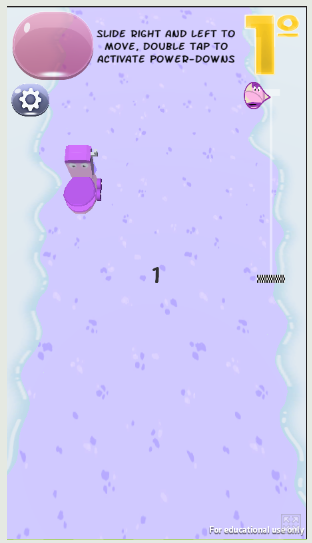 SLIDE RIGHT AND LEFT TO
MOVE, DOUBLE TAP TO
ACTIVATE POWER-DOWNS
1º
1
For educational use only